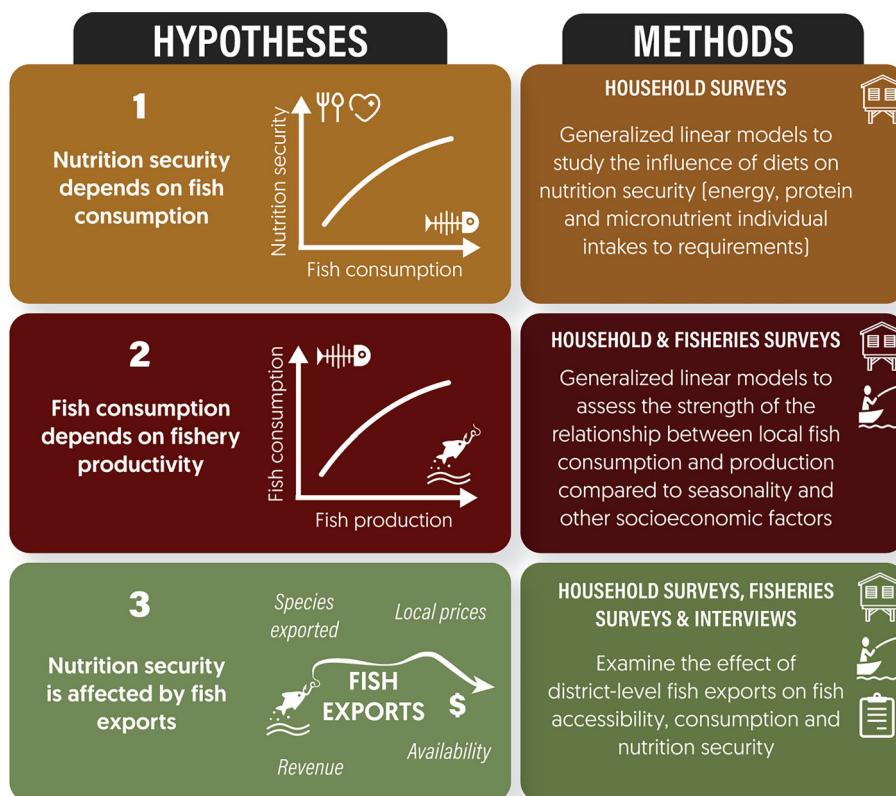 HYPOTHESES
METHODS
1
Nutrition security
depends on fish
consumption
Nutrition security
Fish consumption
HOUSEHOLD SURVEYS
Generalized linear models to
study the influence of diets on
nutrition security (energy, protein
and micronutrient individual
intakes to requirements)
2
Fish consumption
depends on fishery
productivity
Fish consumption
Fish production
HOUSEHOLD & FISHERIES SURVEYS
Generalized linear models to
assess the strength of the
relationship between local fish
consumption and production
compared to seasonality and
other socioeconomic factors
3
Nutrition security
is affected by fish
exports
Species
exported
Local prices
FISH
EXPORTS
$
Revenue
Availability
HOUSEHOLD SURVEYS, FISHERIES
SURVEYS & INTERVIEWS
Examine the effect of
district-level fish exports on fish
accessibility, consumption and
nutrition security